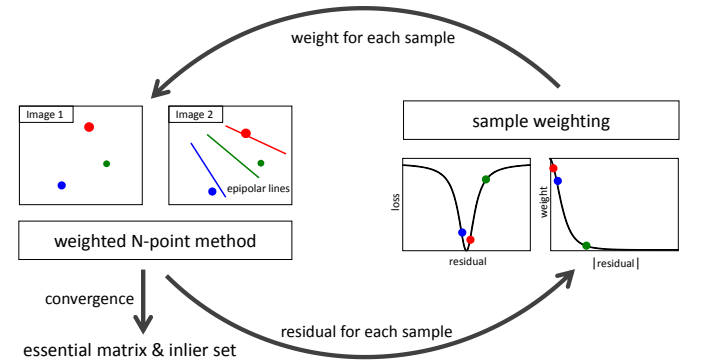 weight for each sample
Image 1
Image 2
epipolar lines
weighted N-point method
sample weighting
loss
residual
weight
|residual|
convergence
residual for each sample
essential matrix & inlier set